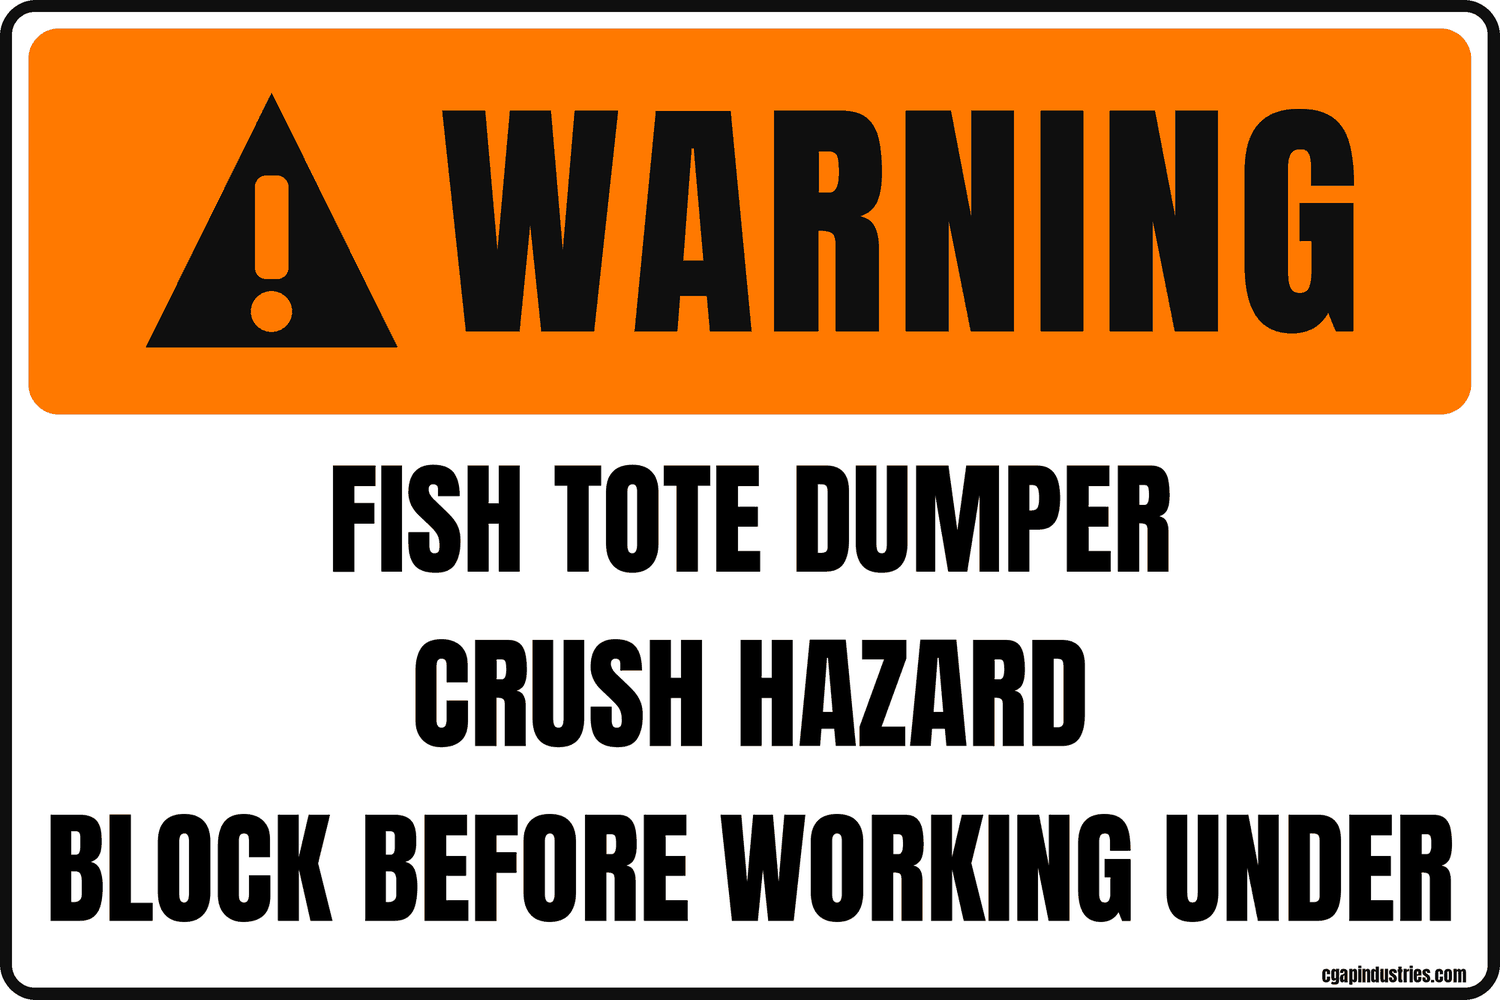 WARNING
FISH TOTE DUMPER
CRUSH HAZARD
BLOCK BEFORE WORKING UNDER
cgapindustries.com